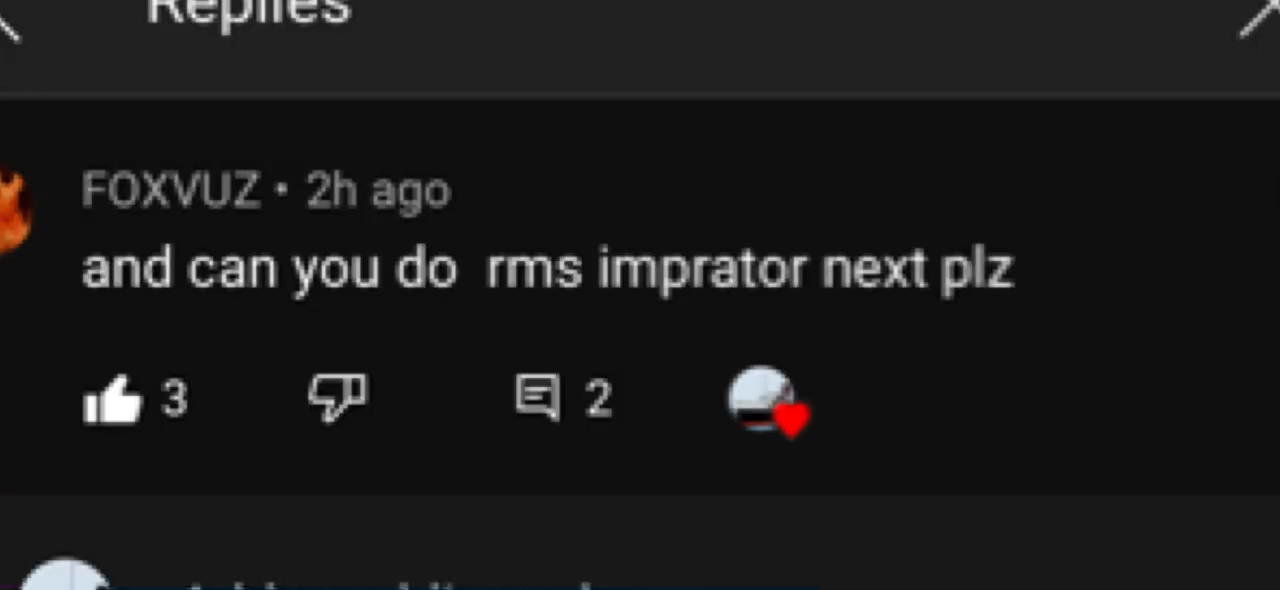 Replies
FOXVUZ • 2h ago
and can you do  rms imprator next plz
3
2